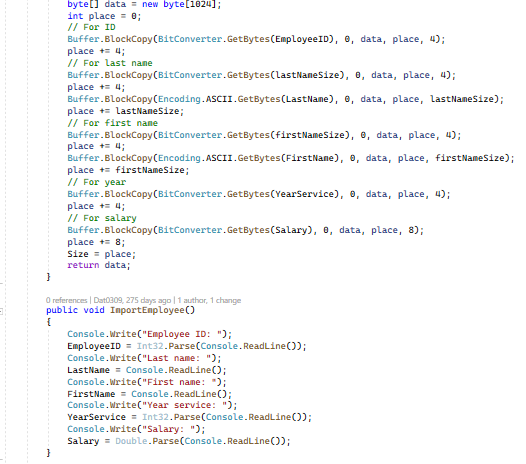 byte[] data = new byte[1024];
int place = 0;
// For ID
Buffer.BlockCopy(BitConverter.GetBytes(EmployeeID), 0, data, place, 4);
place += 4;
// For last name
Buffer.BlockCopy(BitConverter.GetBytes(lastNameSize), 0, data, place, 4);
place += 4;
Buffer.BlockCopy(Encoding.ASCII.GetBytes(LastName), 0, data, place, lastNameSize);
place += lastNameSize;
// For first name
Buffer.BlockCopy(BitConverter.GetBytes(firstNameSize), 0, data, place, 4);
place += 4;
Buffer.BlockCopy(Encoding.ASCII.GetBytes(FirstName), 0, data, place, firstNameSize);
place += firstNameSize;
// For year
Buffer.BlockCopy(BitConverter.GetBytes(YearService), 0, data, place, 4);
place += 4;
// For salary
Buffer.BlockCopy(BitConverter.GetBytes(Salary), 0, data, place, 8);
place += 8;
Size = place;
return data;
}
0 references | Dat0309, 275 days ago | 1 author, 1 change
public void ImportEmployee()
{
Console.Write("Employee ID: ");
EmployeeID = Int32.Parse(Console.ReadLine());
Console.Write("Last name: ");
LastName = Console.ReadLine();
Console.Write("First name: ");
FirstName = Console.ReadLine();
Console.Write("Year service: ");
YearService = Int32.Parse(Console.ReadLine());
Console.Write("Salary: ");
Salary = Double.Parse(Console.ReadLine());
}